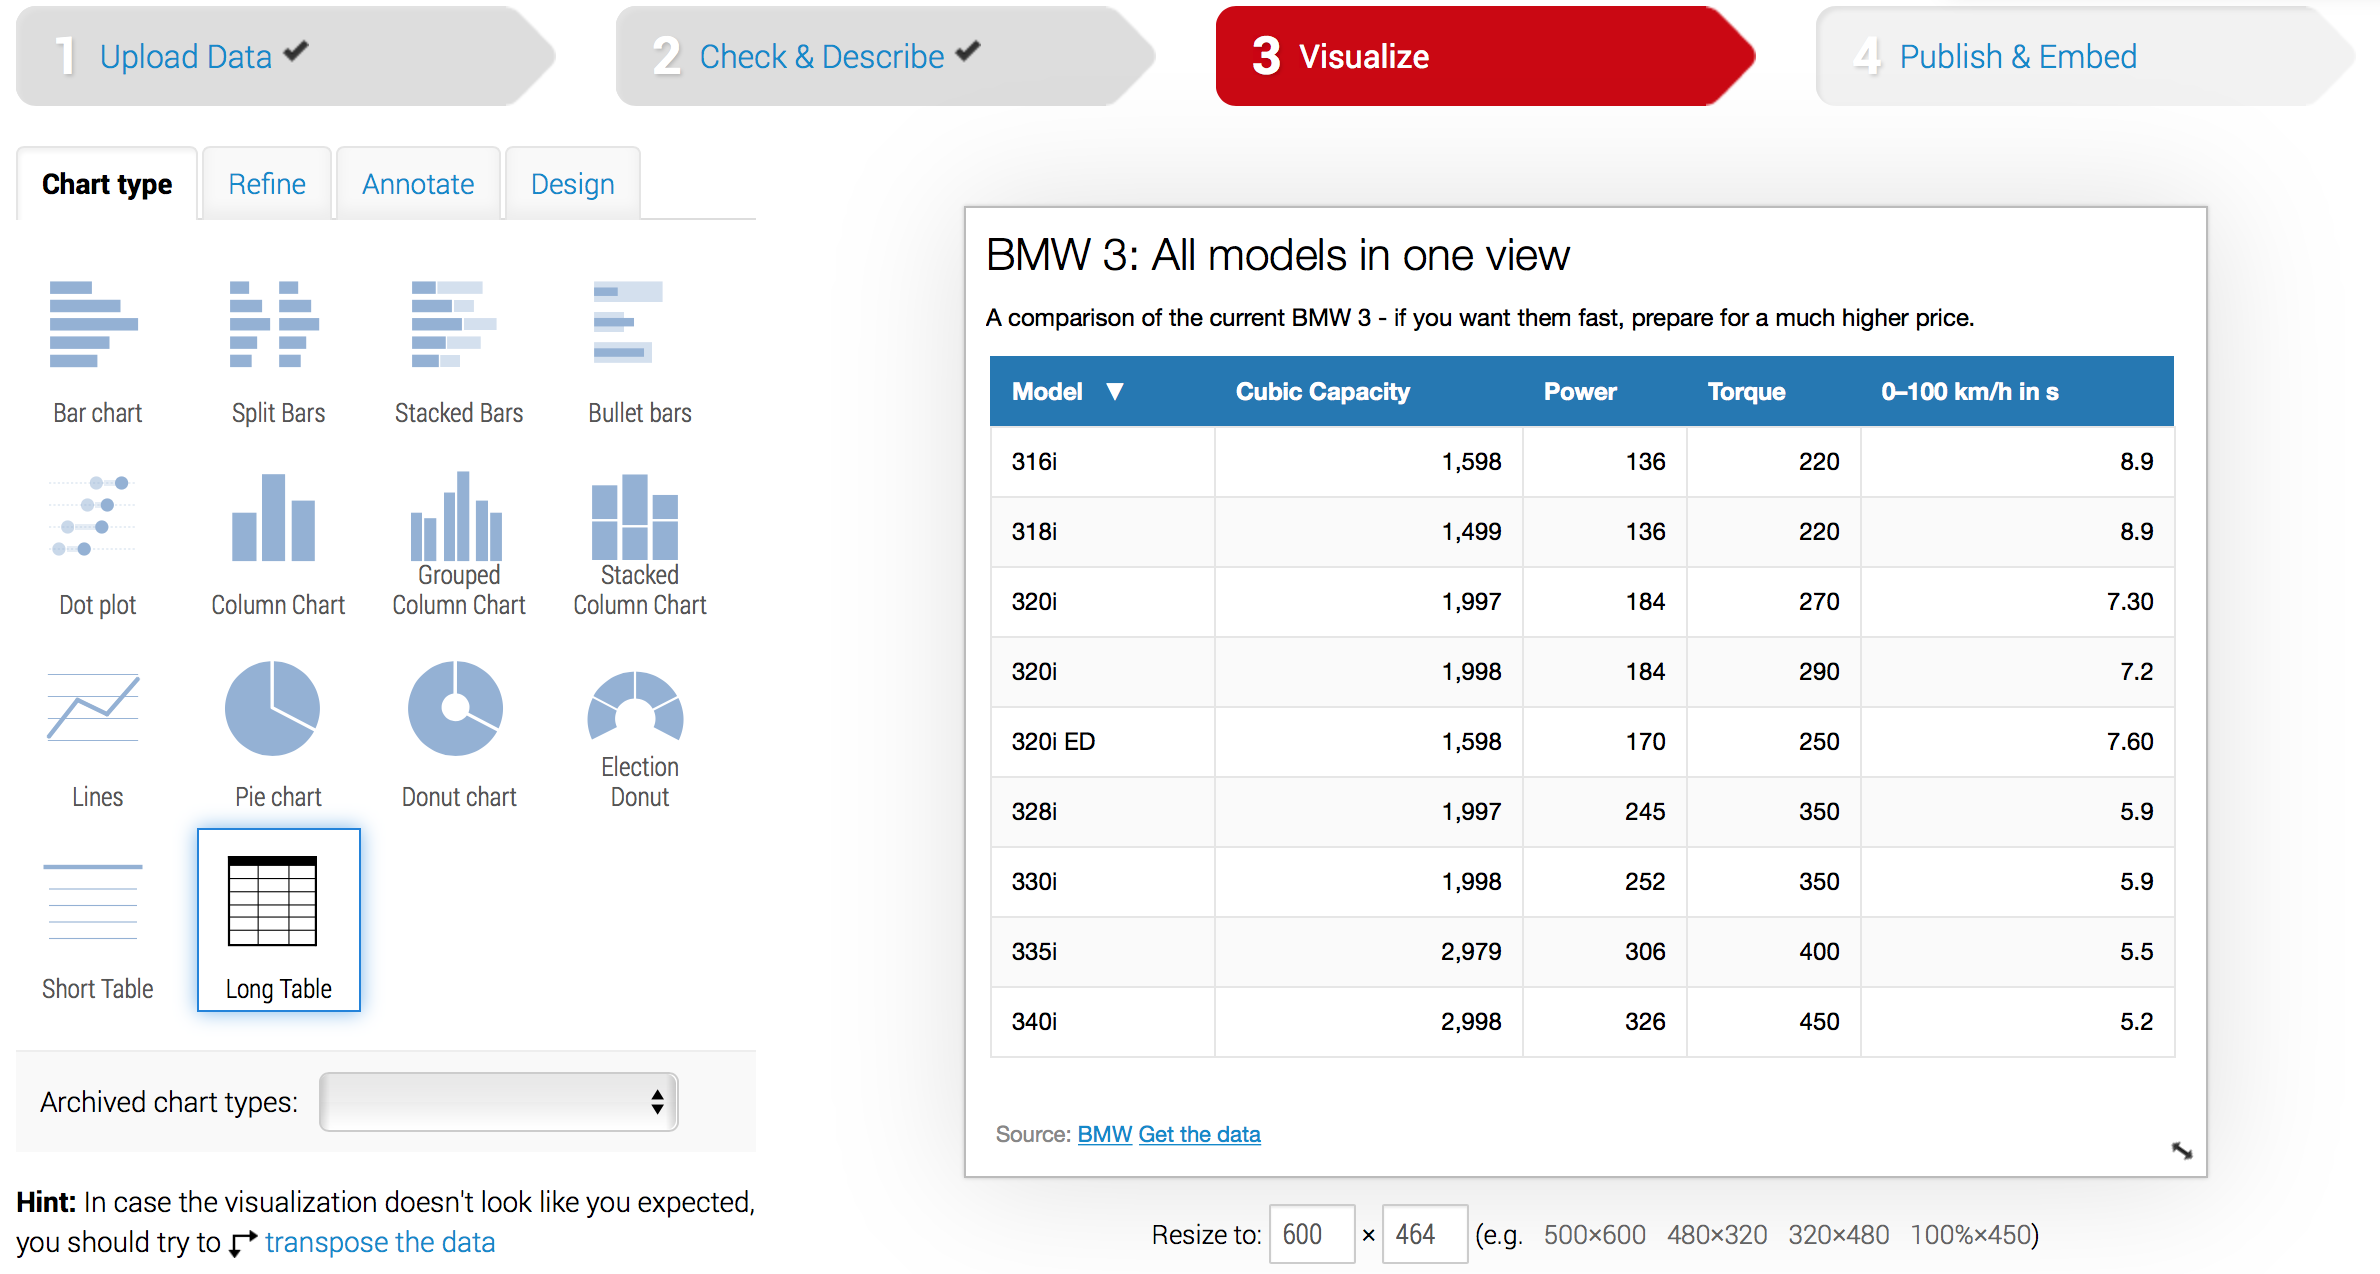 1 Upload Data ✔
2 Check & Describe ✔
3 Visualize
4 Publish & Embed
Chart type
Refine
Annotate
Design
Bar chart
Split Bars
Stacked Bars
Bullet bars
Dot plot
Column Chart
Grouped
Column Chart
Stacked
Column Chart
Lines
Pie chart
Donut chart
Election
Donut
Short Table
Long Table
Archived chart types:
Hint: In case the visualization doesn't look like you expected,
you should try to transpose the data
BMW 3: All models in one view
A comparison of the current BMW 3 - if you want them fast, prepare for a much higher price.
Model ▼ Cubic Capacity Power Torque 0–100 km/h in s
316i 1,598 136 220 8.9
318i 1,499 136 220 8.9
320i 1,997 184 270 7.30
320i 1,998 184 290 7.2
320i ED 1,598 170 250 7.60
328i 1,997 245 350 5.9
330i 1,998 252 350 5.9
335i 2,979 306 400 5.5
340i 2,998 326 450 5.2
Source: BMW Get the data
Resize to: 600 × 464 (e.g. 500×600 480×320 320×480 100%×450)